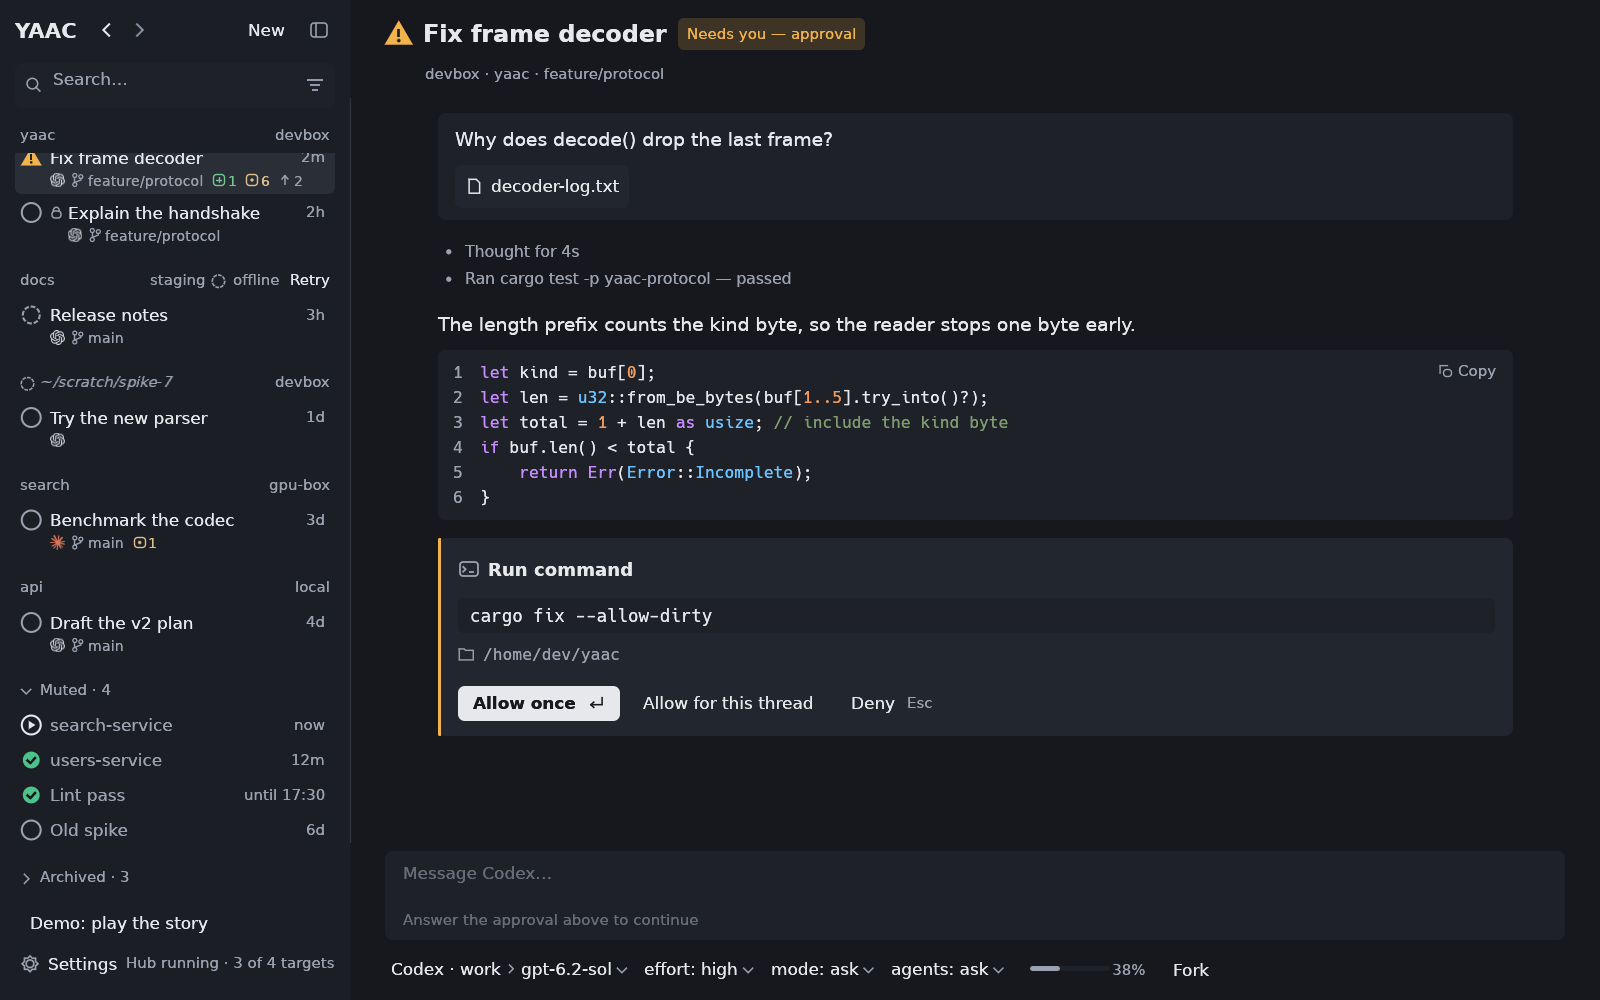 YAAC
New
Search...
yaac devbox
Fix frame decoder 2m
feature/protocol 1 6 ↑ 2
Explain the handshake 2h
feature/protocol
docs staging offline Retry
Release notes 3h
main
~/scratch/spike-7 devbox
Try the new parser 1d
search gpu-box
Benchmark the codec 3d
main 1
api local
Draft the v2 plan 4d
main
Muted · 4
search-service now
users-service 12m
Lint pass until 17:30
Old spike 6d
Archived · 3
Demo: play the story
Settings Hub running · 3 of 4 targets
Fix frame decoder Needs you — approval
devbox · yaac · feature/protocol
Why does decode() drop the last frame?
decoder-log.txt
• Thought for 4s
• Ran cargo test -p yaac-protocol — passed
The length prefix counts the kind byte, so the reader stops one byte early.
Copy
1 let kind = buf[0];
2 let len = u32::from_be_bytes(buf[1..5].try_into()?);
3 let total = 1 + len as usize; // include the kind byte
4 if buf.len() < total {
5     return Err(Error::Incomplete);
6 }
Run command
cargo fix --allow-dirty
/home/dev/yaac
Allow once Allow for this thread Deny Esc
Message Codex...
Answer the approval above to continue
Codex · work gpt-6.2-sol effort: high mode: ask agents: ask 38% Fork